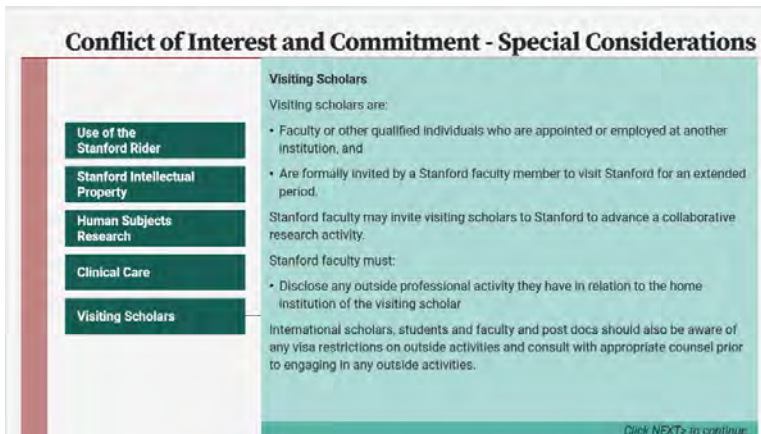 Conflict of Interest and Commitment - Special Considerations
Use of the
Stanford Rider
Stanford Intellectual
Property
Human Subjects
Research
Clinical Care
Visiting Scholars
Visiting Scholars
Visiting scholars are:
• Faculty or other qualified individuals who are appointed or employed at another
institution, and
• Are formally invited by a Stanford faculty member to visit Stanford for an extended
period.
Stanford faculty may invite visiting scholars to Stanford to advance a collaborative
research activity.
Stanford faculty must:
• Disclose any outside professional activity they have in relation to the home
institution of the visiting scholar
International scholars, students and faculty and post docs should also be aware of
any visa restrictions on outside activities and consult with appropriate counsel prior
to engaging in any outside activities.
Click NEXT> to continue